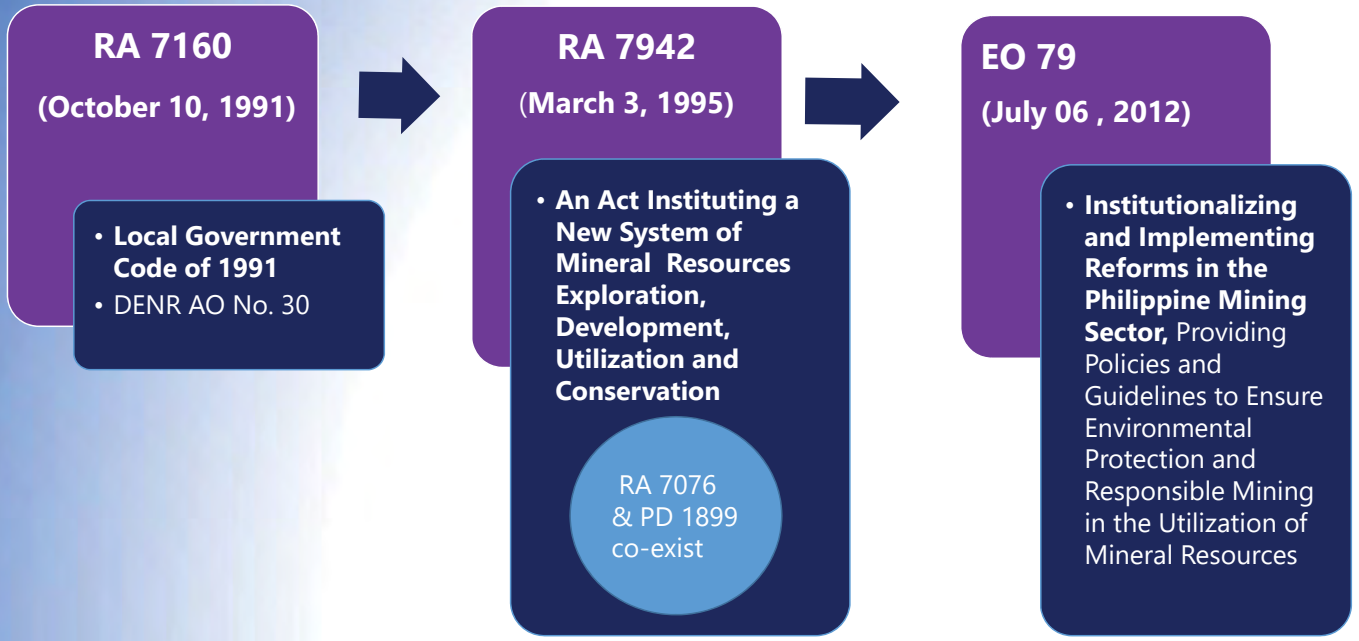 RA 7160
(October 10, 1991)
• Local Government
Code of 1991
• DENR AO No. 30
RA 7942
(March 3, 1995)
• An Act Instituting a
New System of
Mineral Resources
Exploration,
Development,
Utilization and
Conservation
RA 7076
& PD 1899
co-exist
EO 79
(July 06 , 2012)
• Institutionalizing
and Implementing
Reforms in the
Philippine Mining
Sector, Providing
Policies and
Guidelines to Ensure
Environmental
Protection and
Responsible Mining
in the Utilization of
Mineral Resources